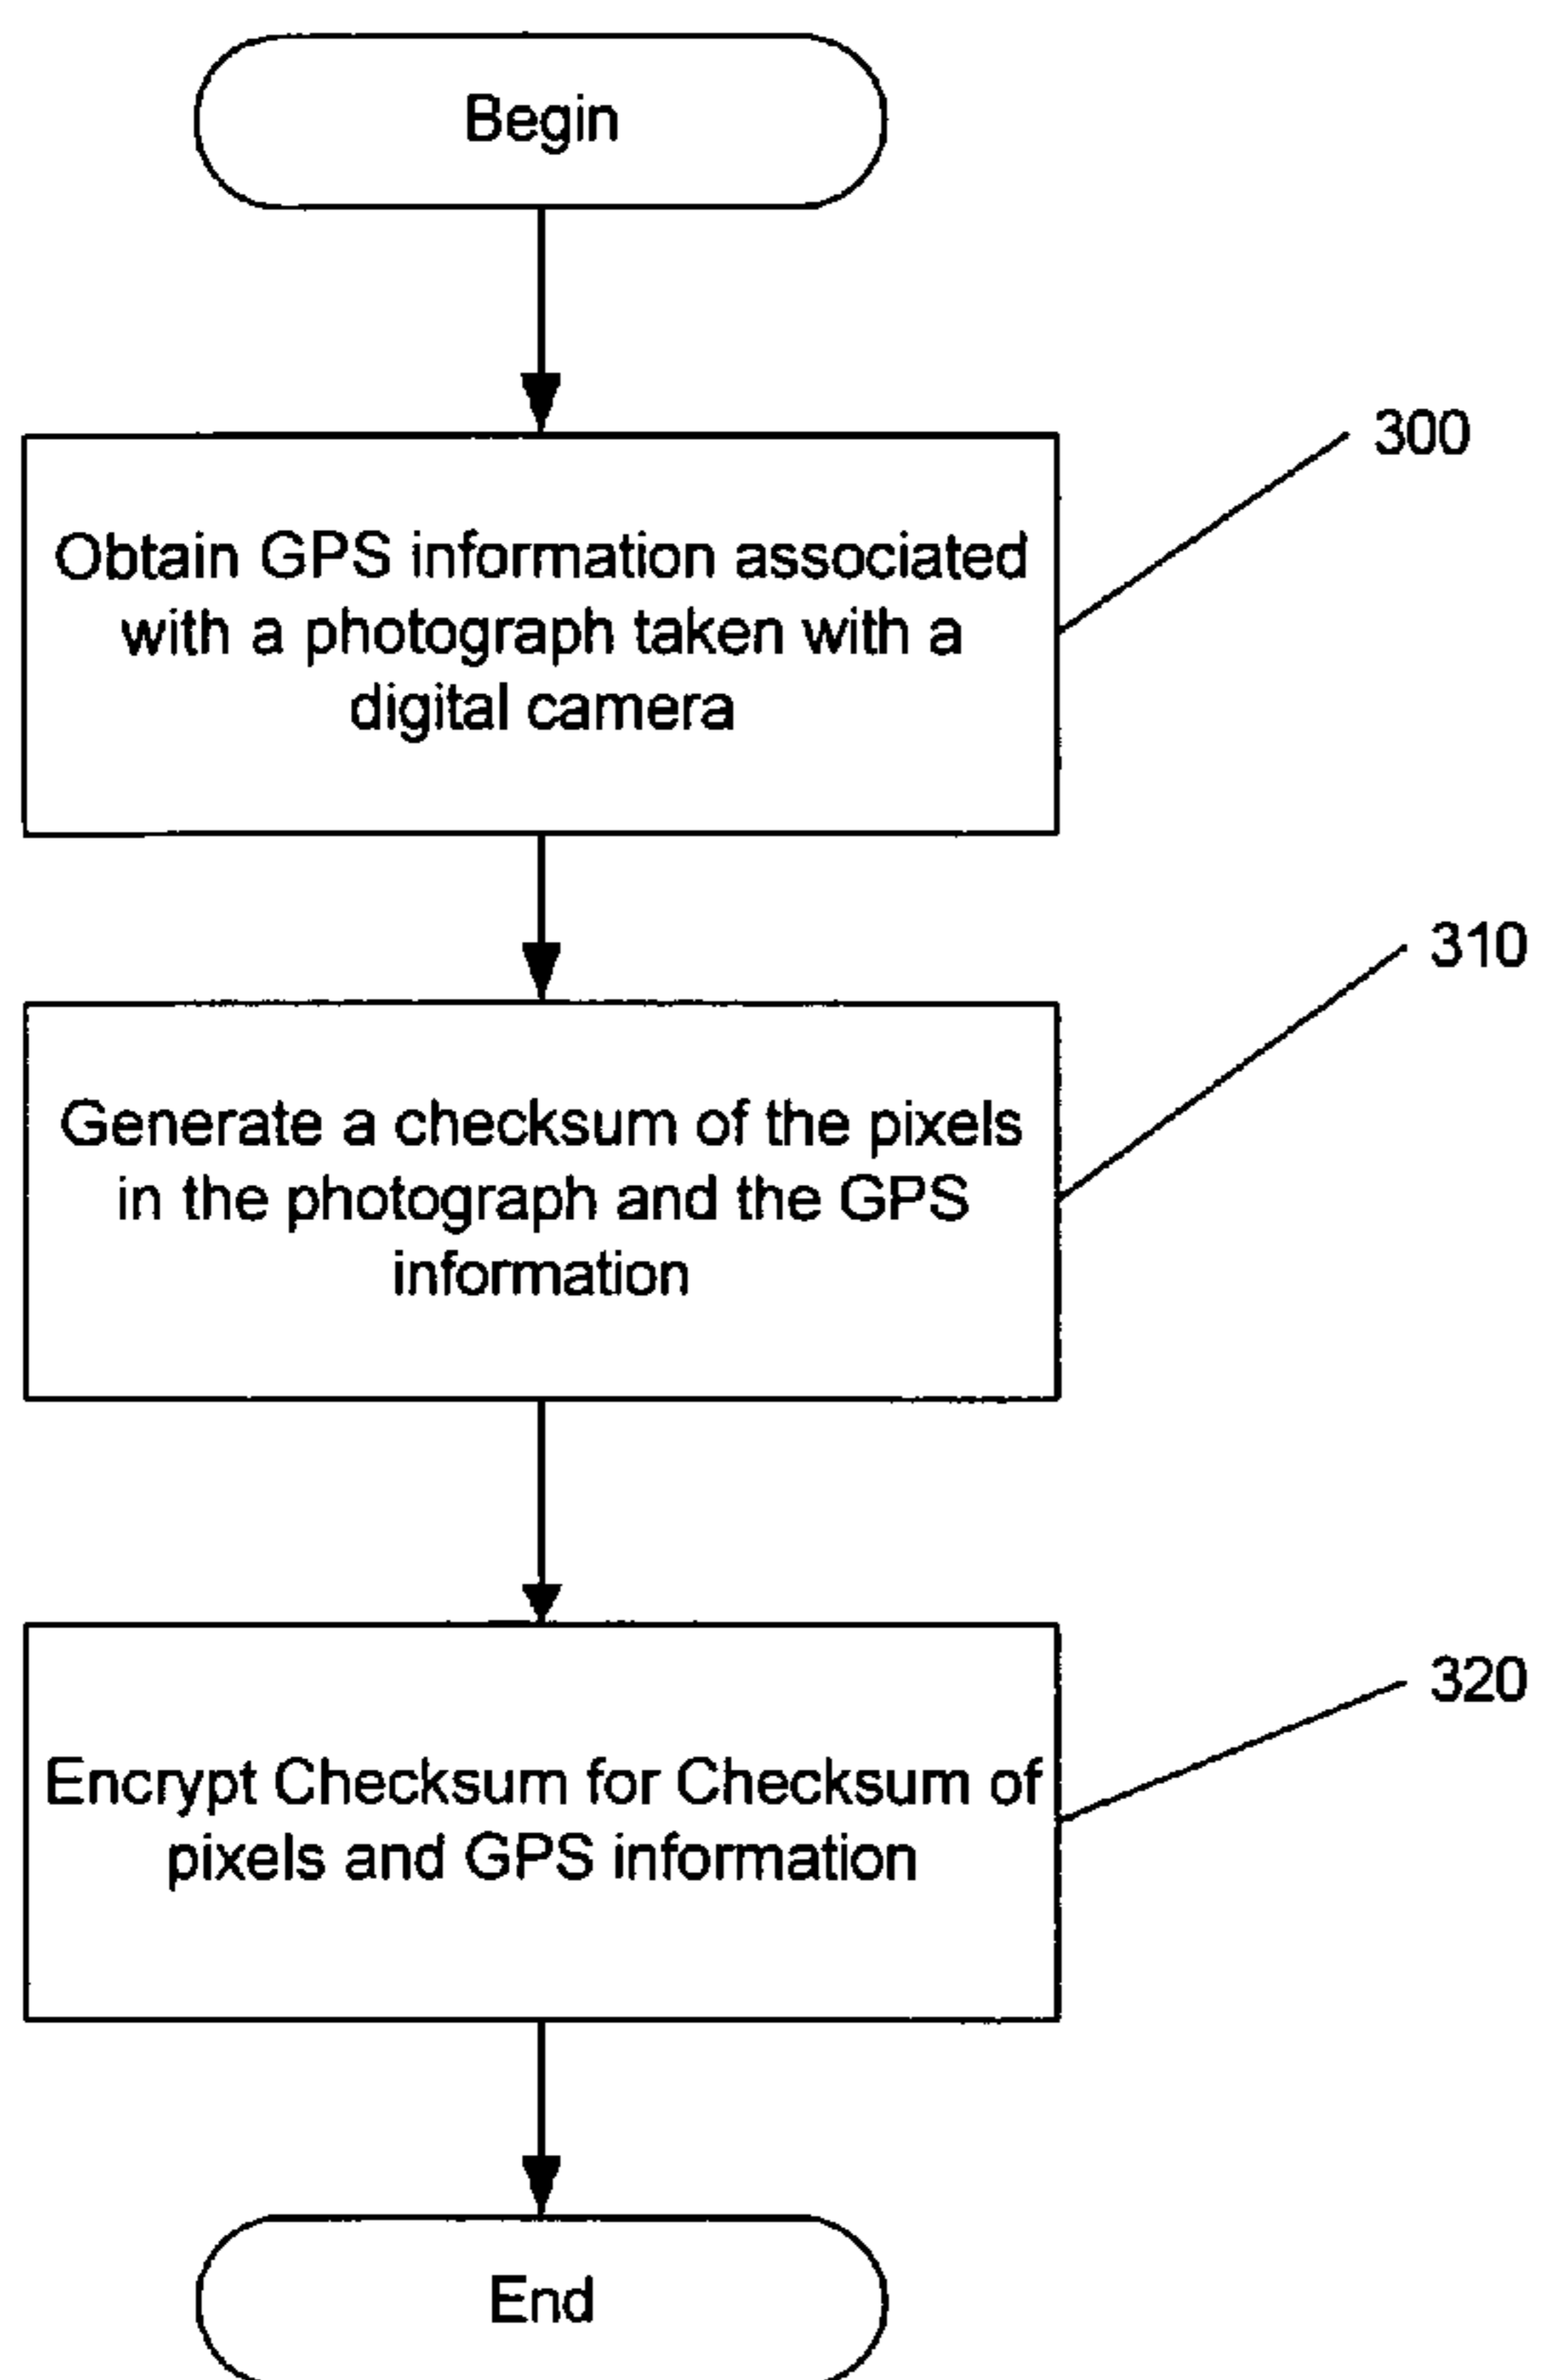 Begin
300
Obtain GPS information associated
with a photograph taken with a
digital camera
310
Generate a checksum of the pixels
in the photograph and the GPS
information
320
Encrypt Checksum for Checksum of
pixels and GPS information
End